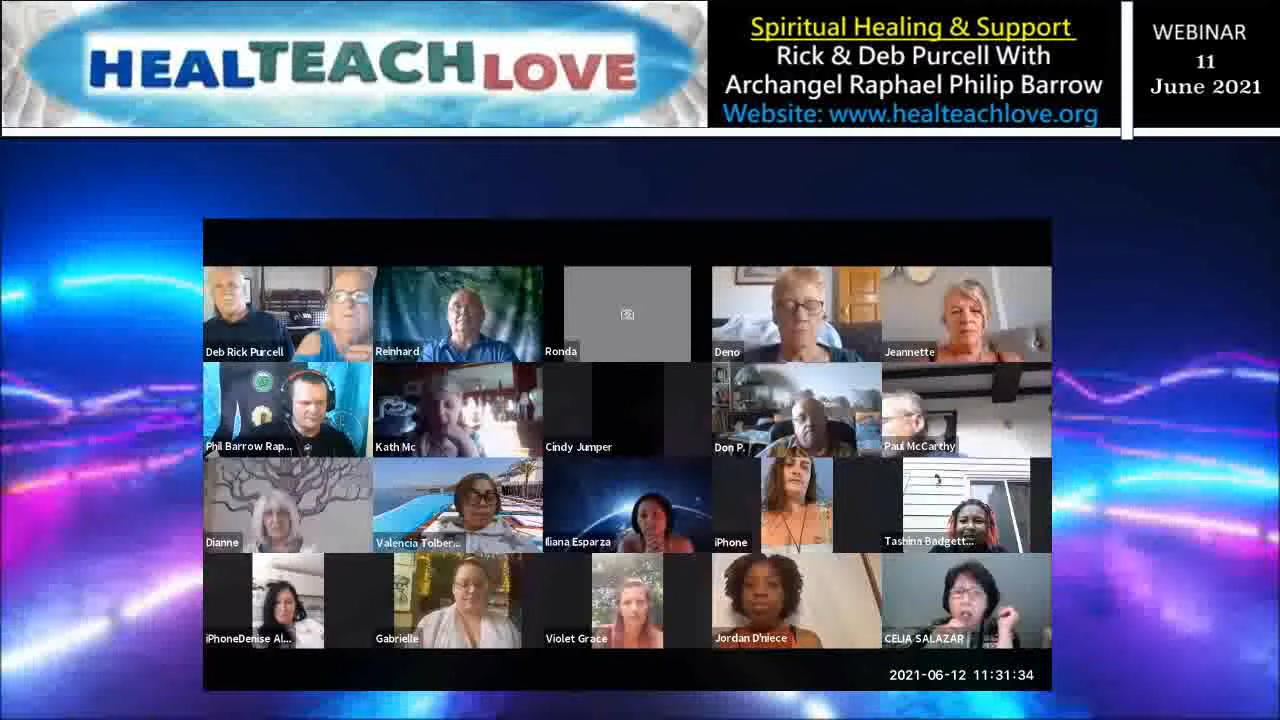 HEALTEACHLOVE
Spiritual Healing & Support
Rick & Deb Purcell With
Archangel Raphael Philip Barrow
Website: www.healteachlove.org
WEBINAR
11
June 2021
Deb Rick Purcell
Reinhard
Ronda
Deno
Jeannette
Phil Barrow Rap...
Kath Mc
Cindy Jumper
Don P.
Paul McCarthy
Dianne
Valencia Tolber...
Iliana Esparza
iPhone
Tashina Badgett...
iPhoneDenise Al...
Gabrielle
Violet Grace
Jordan D'niece
CELIA SALAZAR
2021-06-12 11:31:34